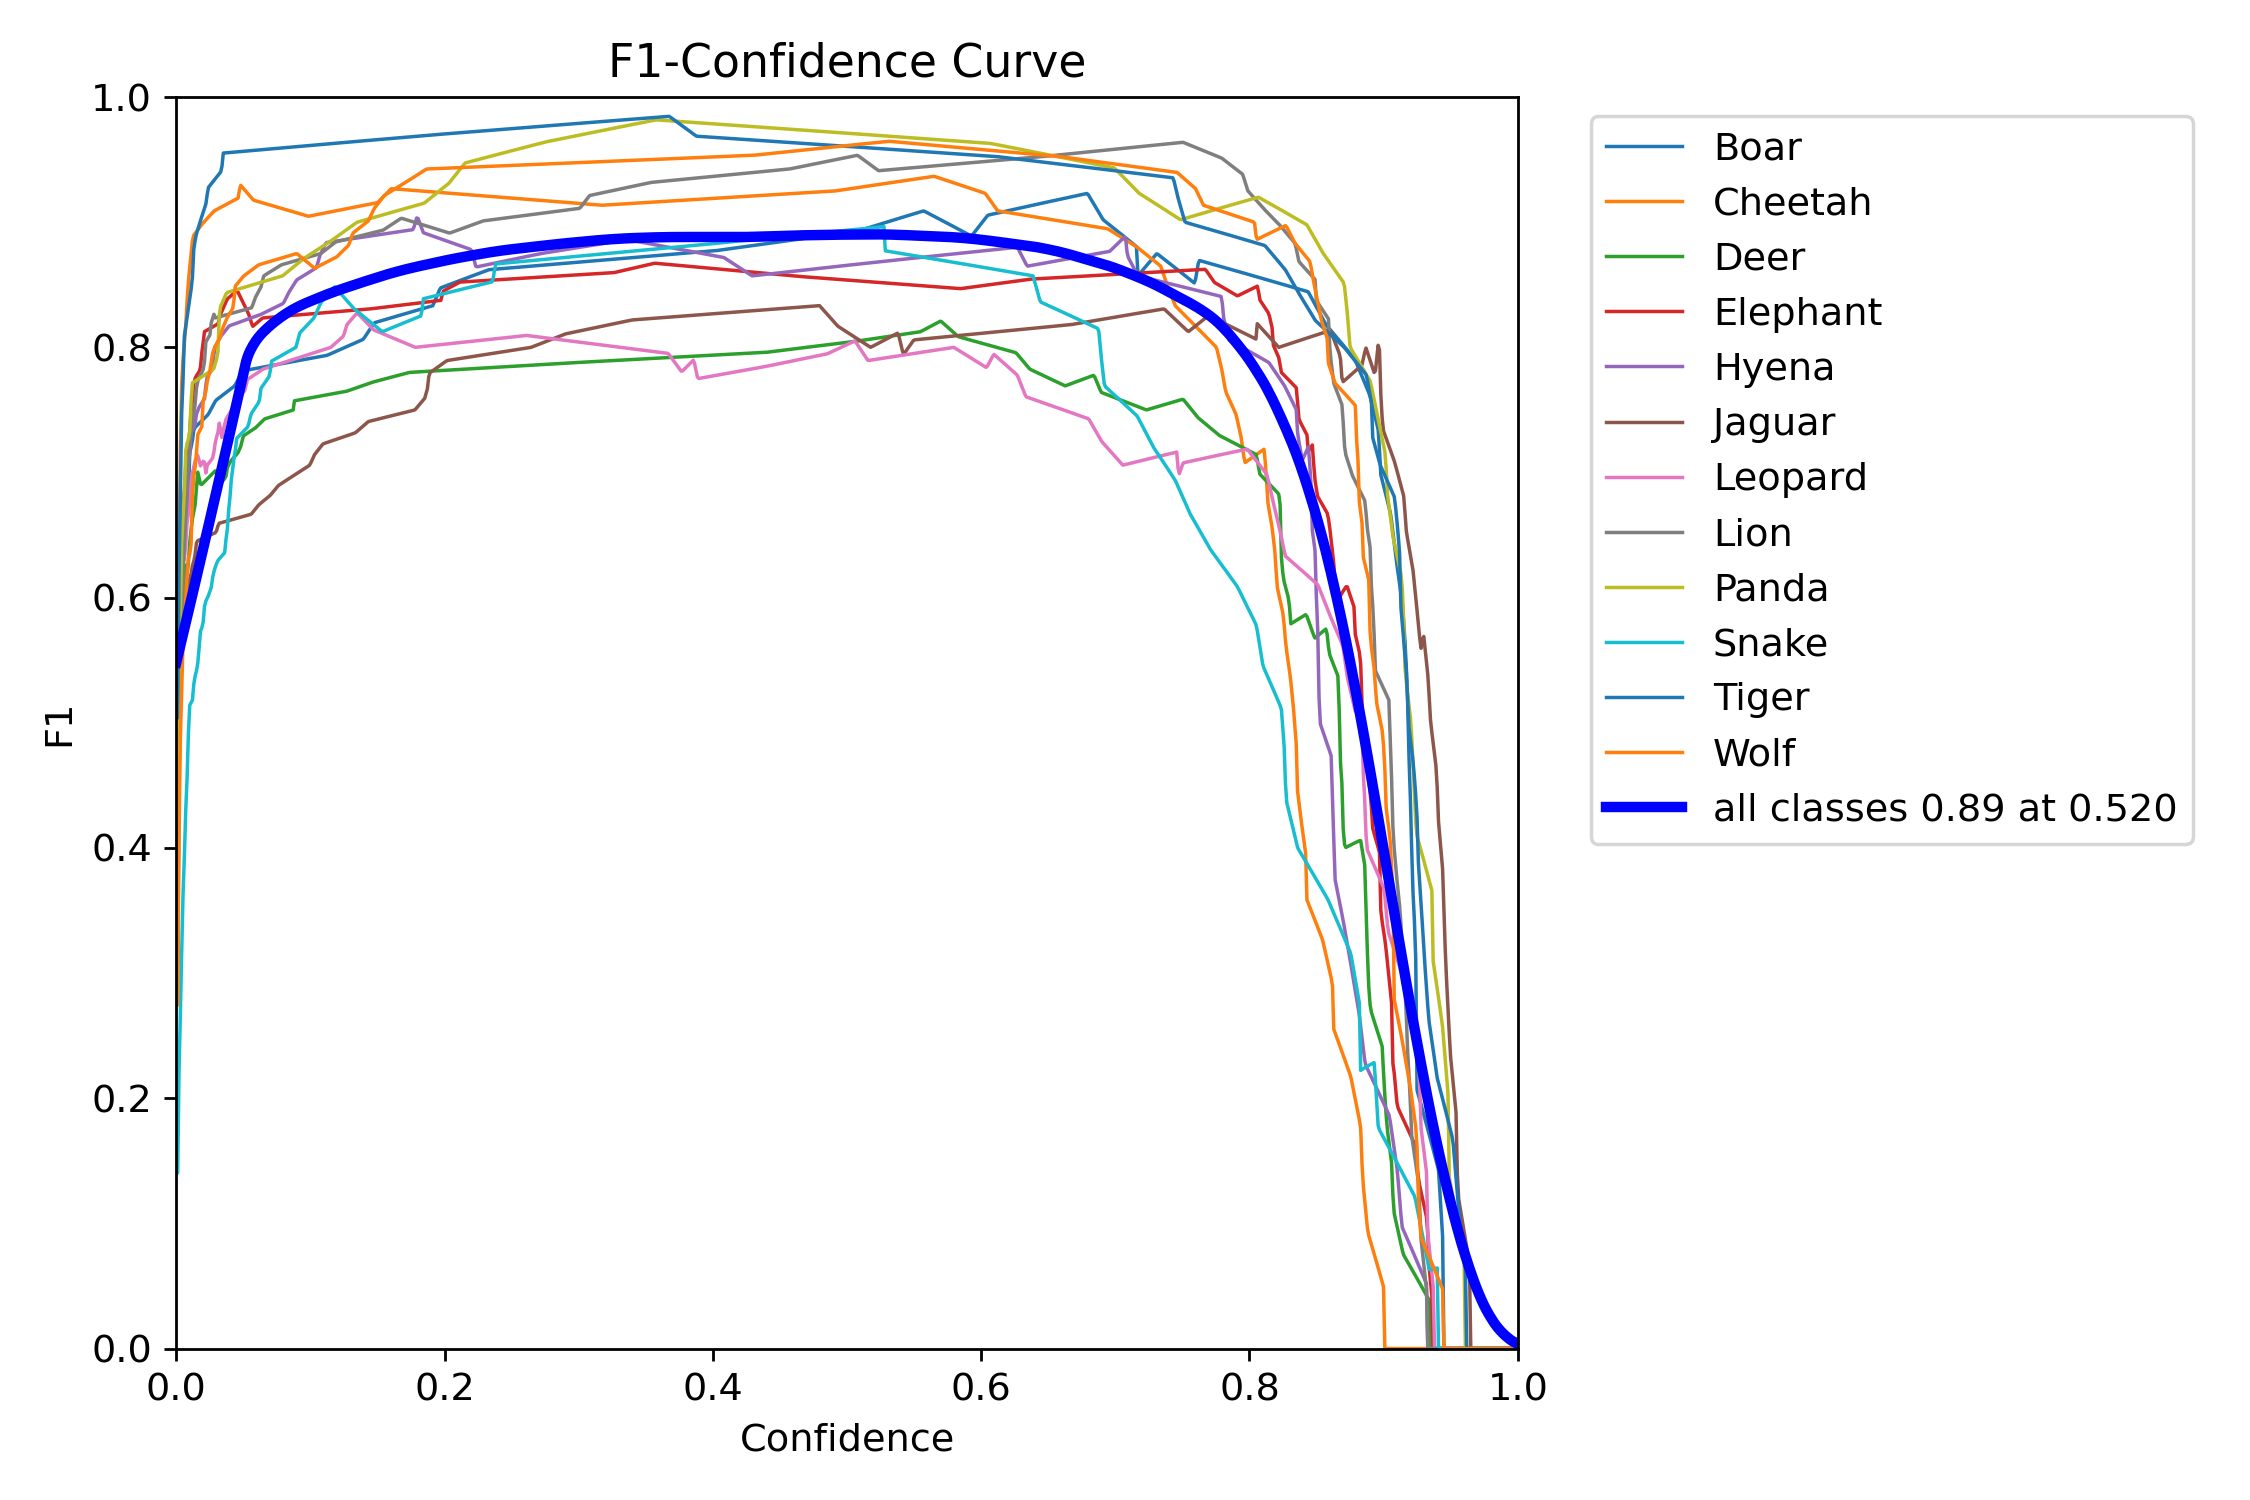 F1-Confidence Curve
1.0
0.8
0.6
0.4
0.2
0.0
F1
0.0 0.2 0.4 0.6 0.8 1.0
Confidence
Boar
Cheetah
Deer
Elephant
Hyena
Jaguar
Leopard
Lion
Panda
Snake
Tiger
Wolf
all classes 0.89 at 0.520